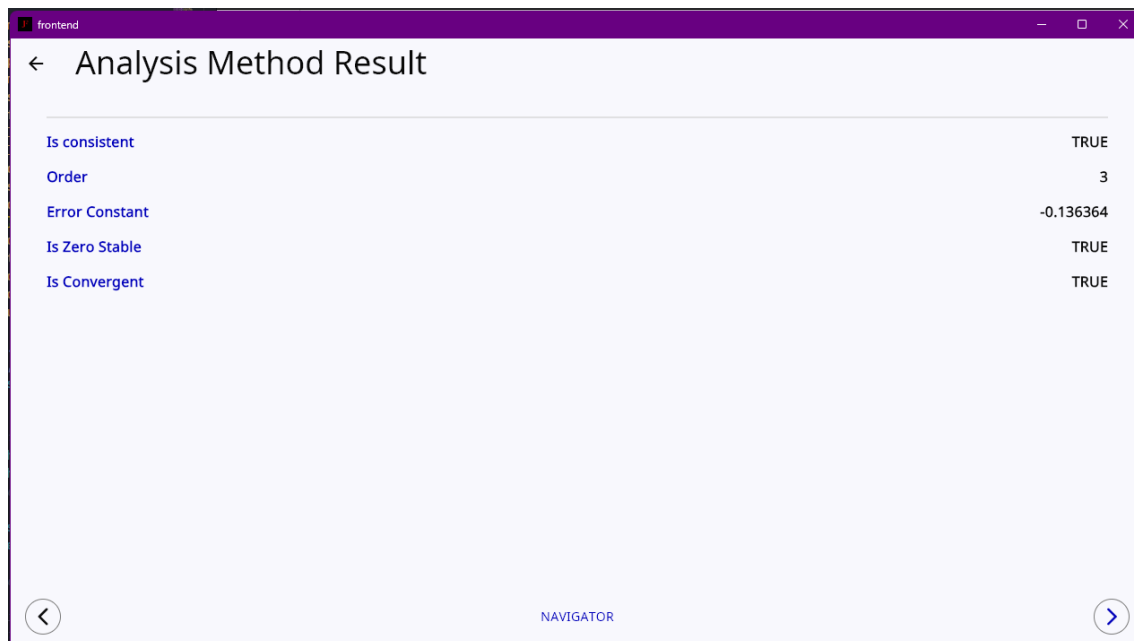 frontend
Analysis Method Result
Is consistent TRUE
Order 3
Error Constant -0.136364
Is Zero Stable TRUE
Is Convergent TRUE
NAVIGATOR